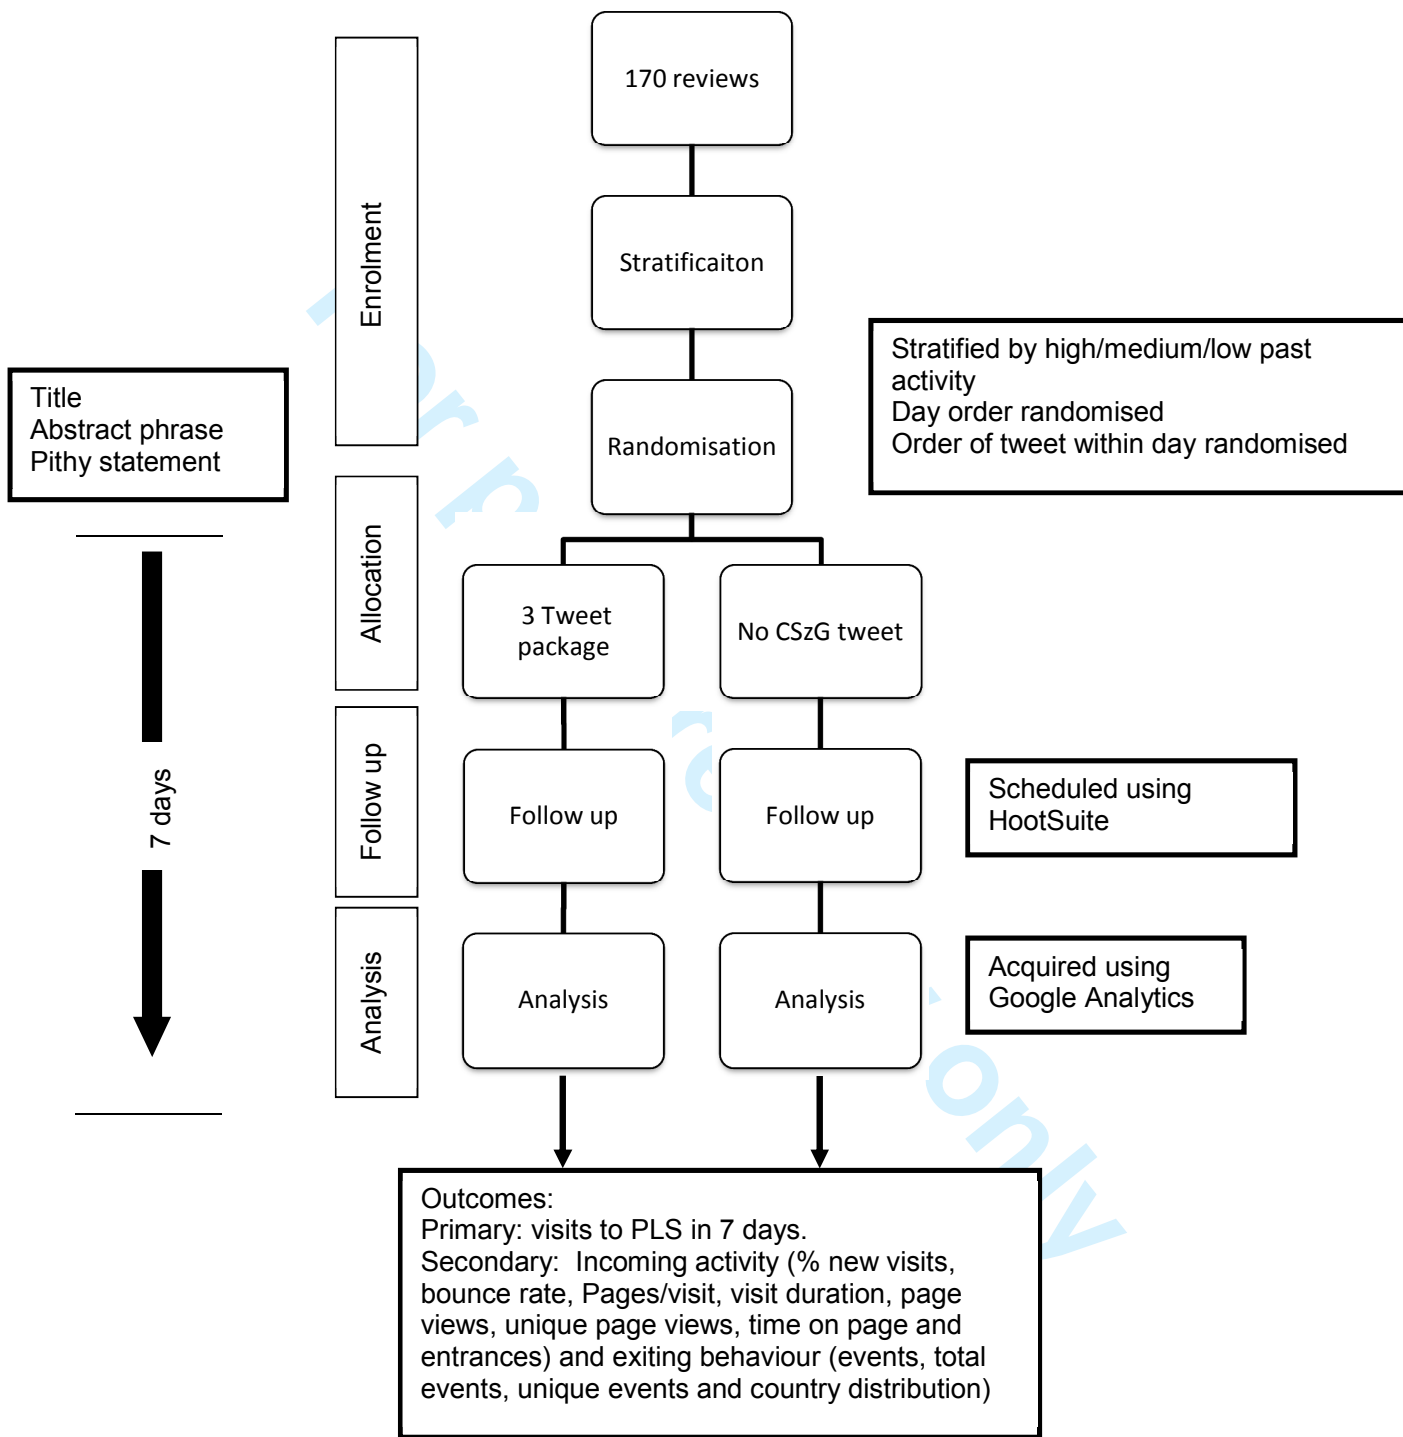 170 reviews
Enrolment
Stratificaiton
Stratified by high/medium/low past
activity
Day order randomised
Order of tweet within day randomised
Title
Abstract phrase
Pithy statement
Randomisation
Allocation
3 Tweet
package
No CSzG tweet
7 days
Follow up
Follow up
Follow up
Scheduled using
HootSuite
Analysis
Analysis
Analysis
Acquired using
Google Analytics
Outcomes:
Primary: visits to PLS in 7 days.
Secondary:  Incoming activity (% new visits,
bounce rate, Pages/visit, visit duration, page
views, unique page views, time on page and
entrances) and exiting behaviour (events, total
events, unique events and country distribution)
only